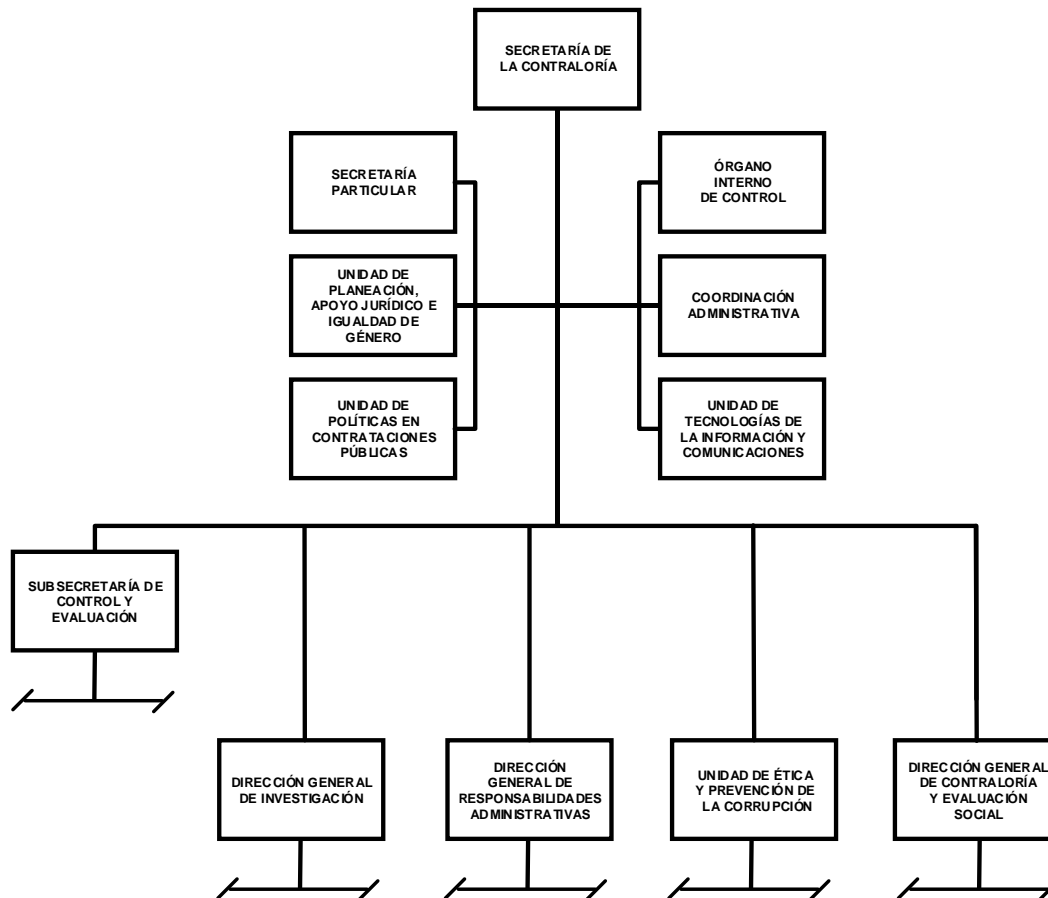 SECRETARÍA DE
LA CONTRALORÍA
SECRETARÍA
PARTICULAR
ÓRGANO
INTERNO
DE CONTROL
UNIDAD DE
PLANEACIÓN,
APOYO JURÍDICO E
IGUALDAD DE
GÉNERO
COORDINACIÓN
ADMINISTRATIVA
UNIDAD DE
POLÍTICAS EN
CONTRATACIONES
PÚBLICAS
UNIDAD DE
TECNOLOGÍAS DE
LA INFORMACIÓN Y
COMUNICACIONES
SUBSECRETARÍA DE
CONTROL Y
EVALUACIÓN
DIRECCIÓN GENERAL
DE INVESTIGACIÓN
DIRECCIÓN
GENERAL DE
RESPONSABILIDADES
ADMINISTRATIVAS
UNIDAD DE ÉTICA
Y PREVENCIÓN DE
LA CORRUPCIÓN
DIRECCIÓN GENERAL
DE CONTRALORÍA
Y EVALUACIÓN
SOCIAL